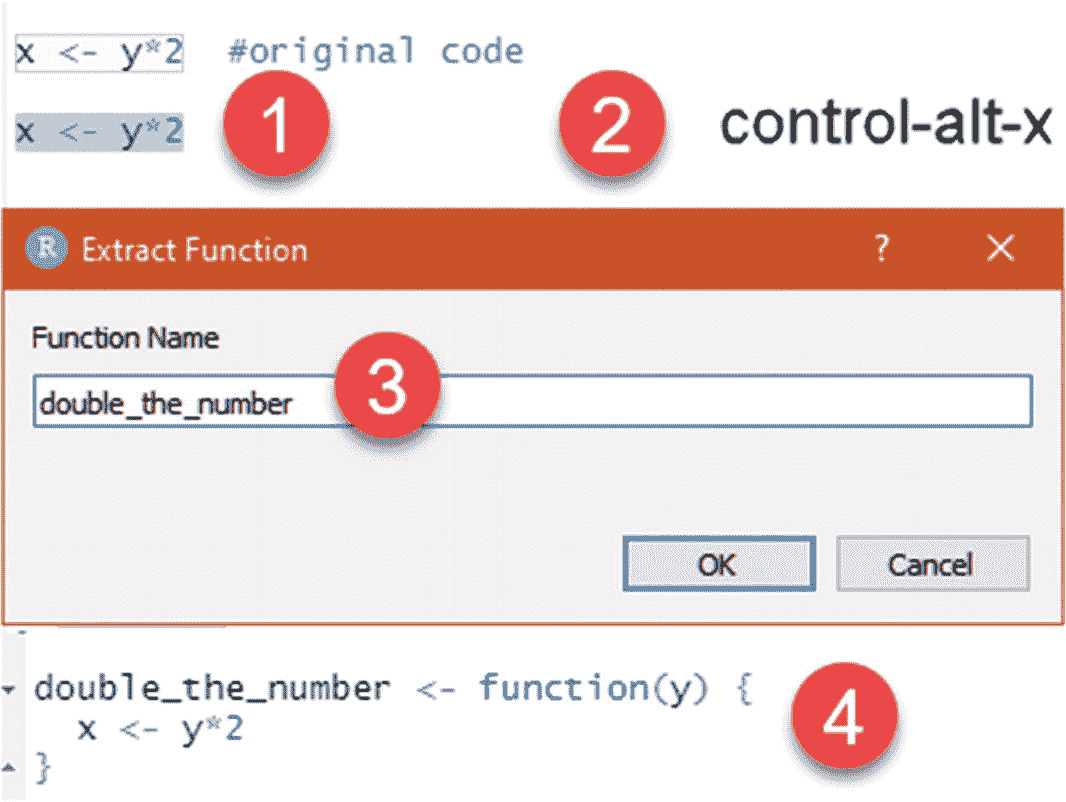 x <- y*2  #original code
x <- y*2 1 2 control-alt-x
R Extract Function ? ×
Function Name
double_the_number 3
OK Cancel
double_the_number <- function(y) {
  x <- y*2 4
}